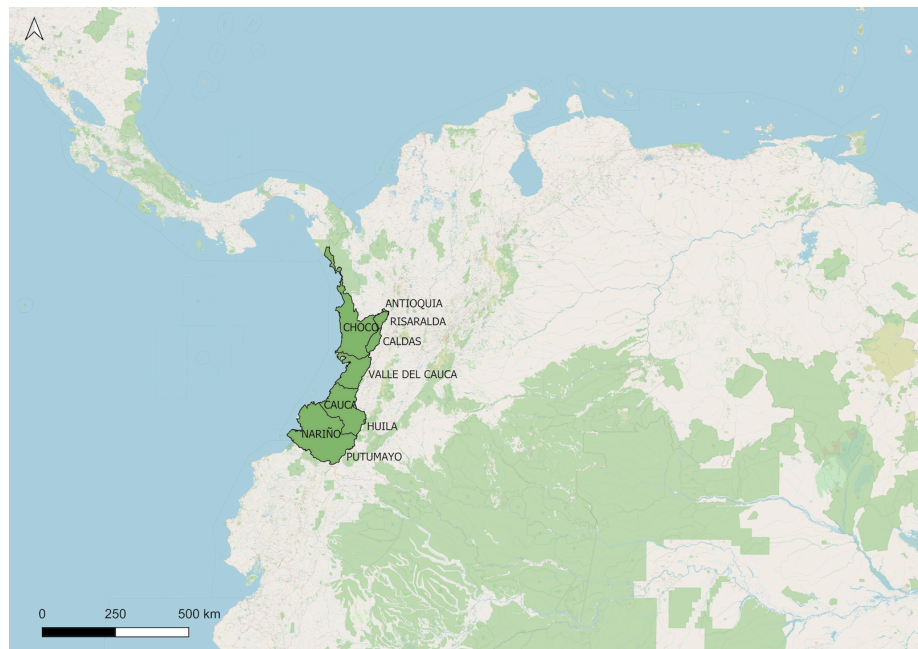 ANTIOQUIA
RISARALDA
CHOCÓ
CALDAS
VALLE DEL CAUCA
CAUCA
HUILA
NARIÑO
PUTUMAYO
0 250 500 km